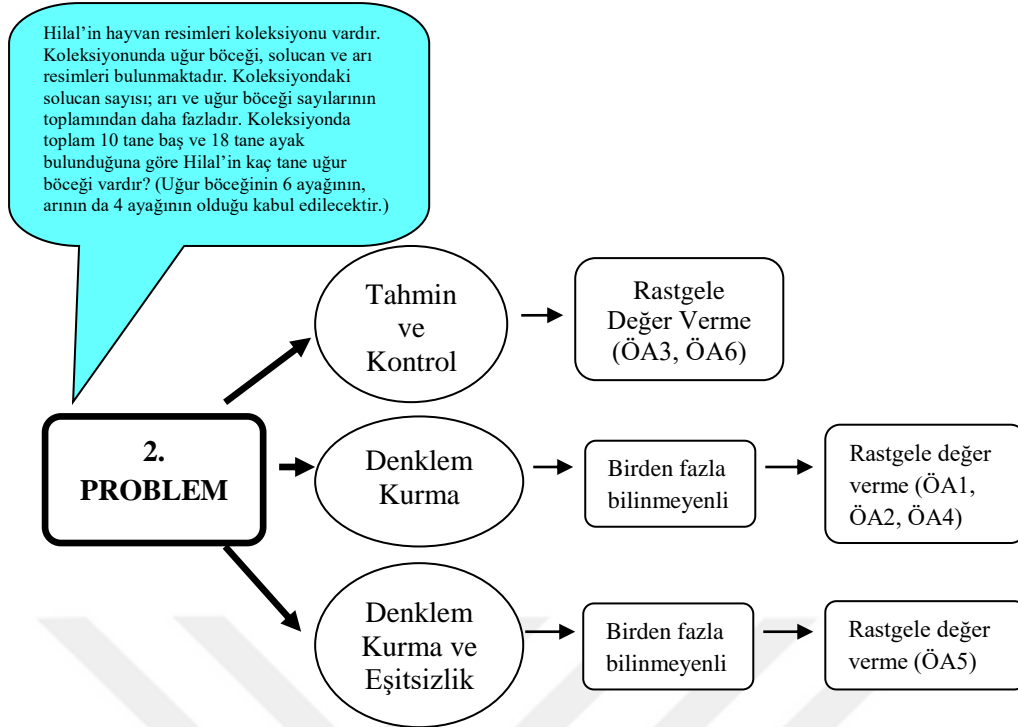 Hilal’in hayvan resimleri koleksiyonu vardır.
Koleksiyonunda uğur böceği, solucan ve arı
resimleri bulunmaktadır. Koleksiyondaki
solucan sayısı; arı ve uğur böceği sayılarının
toplamından daha fazladır. Koleksiyonda
toplam 10 tane baş ve 18 tane ayak
bulunduğuna göre Hilal’in kaç tane uğur
böceği vardır? (Uğur böceğinin 6 ayağının,
arının da 4 ayağının olduğu kabul edilecektir.)
Tahmin
ve
Kontrol
Rastgele
Değer Verme
(ÖA3, ÖA6)
2.
PROBLEM
Denklem
Kurma
Birden fazla
bilinmeyenli
Rastgele değer
verme (ÖA1,
ÖA2, ÖA4)
Denklem
Kurma ve
Eşitsizlik
Birden fazla
bilinmeyenli
Rastgele değer
verme (ÖA5)